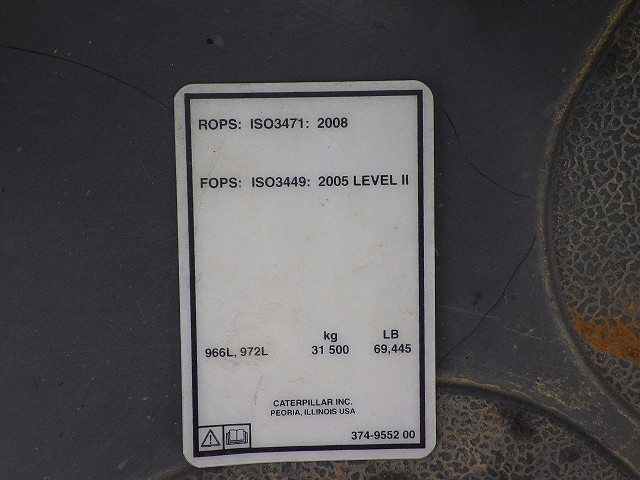 ROPS: ISO3471: 2008
FOPS: ISO3449: 2005 LEVEL II
kg LB
966L, 972L 31 500 69,445
CATERPILLAR INC.
PEORIA, ILLINOIS USA
374-9552 00